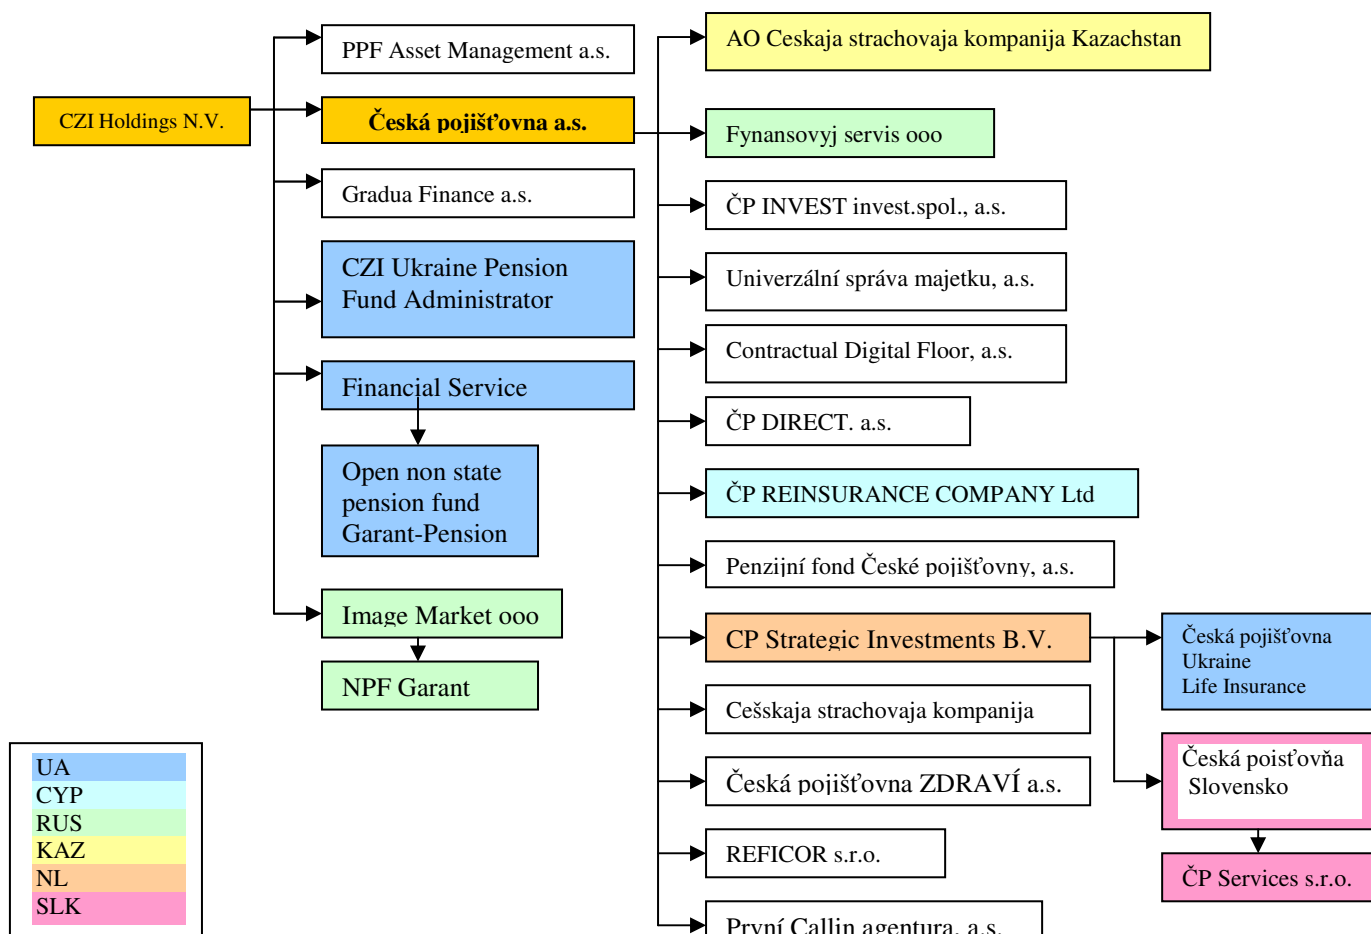 CZI Holdings N.V.
PPF Asset Management a.s.
Česká pojišťovna a.s.
Gradua Finance a.s.
CZI Ukraine Pension
Fund Administrator
Financial Service
Open non state
pension fund
Garant-Pension
Image Market ooo
NPF Garant
AO Ceskaja strachovaja kompanija Kazachstan
Fynansovyj servis ooo
ČP INVEST invest.spol., a.s.
Univerzální správa majetku, a.s.
Contractual Digital Floor, a.s.
ČP DIRECT. a.s.
ČP REINSURANCE COMPANY Ltd
Penzijní fond České pojišťovny, a.s.
CP Strategic Investments B.V.
Cešskaja strachovaja kompanija
Česká pojišťovna ZDRAVÍ a.s.
REFICOR s.r.o.
První Callin agentura, a.s.
Česká pojišťovna
Ukraine
Life Insurance
Česká poisťovňa
Slovensko
ČP Services s.r.o.
UA
CYP
RUS
KAZ
NL
SLK